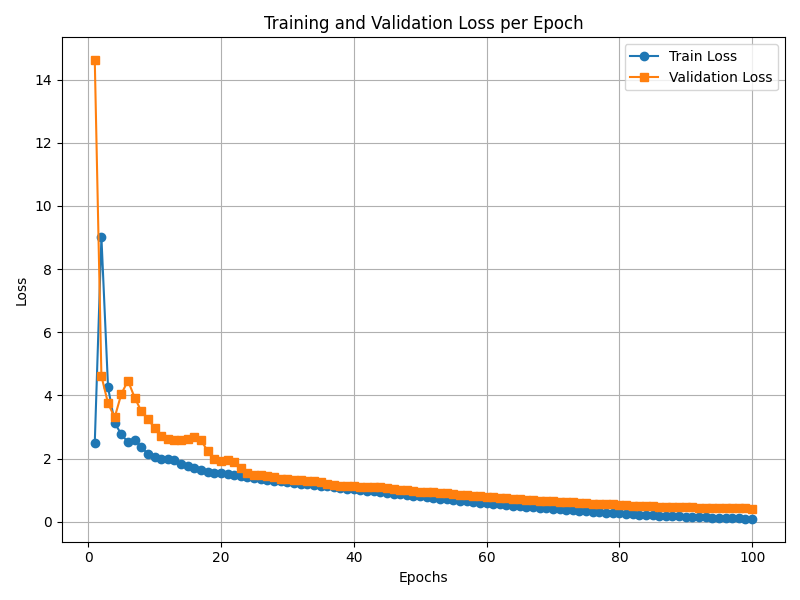 Training and Validation Loss per Epoch
Train Loss
Validation Loss
14
12
10
8
6
4
2
0
Loss
0 20 40 60 80 100
Epochs